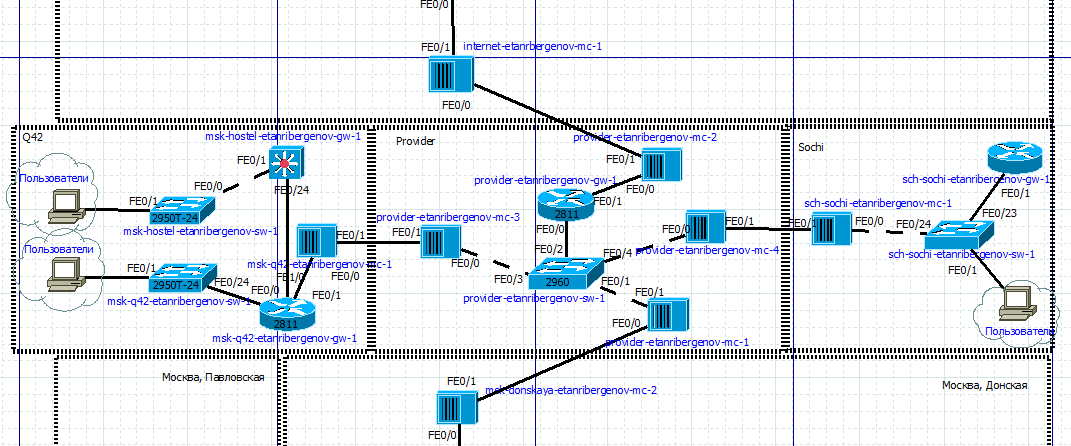 FE0/0
FE0/1
internet-etanrbergenov-mc-1
FE0/0
Q42
msk-hostel-etanribergenov-gw-1
FE0/1
FE0/24
Пользователи
FE0/0
FE0/1
2950T-24
msk-hostel-etanribergenov-sw-1
Пользователи
FE0/1
FE0/24
2950T-24
msk-q42-etanribergenov-sw-1
FE0/1
msk-q42-etanribergenov-mc-1
FE1/0
FE0/0
FE0/0
FE0/1
2811
msk-q42-etanribergenov-gw-1
Provider
provider-etanribergenov-mc-2
FE0/1
FE0/0
provider-etanribergenov-gw-1
FE0/1
2811
FE0/0
provider-etanribergenov-mc-3
FE0/1
FE0/0
FE0/2
FE0/4
FE0/3
2960
FE0/1
provider-etanribergenov-sw-1
FE0/1
FE0/0
provider-etanribergenov-mc-4
FE0/1
FE0/0
provider-etanribergenov-mc-1
Sochi
sch-sochi-etanribergenov-gw-1
FE0/1
sch-sochi-etanribergenov-mc-1
FE0/1
FE0/0
FE0/24
FE0/23
sch-sochi-etanribergenov-sw-1
FE0/1
Пользователи
Москва, Павловская
FE0/1
msk-donskaya-etanribergenov-mc-2
FE0/0
Москва, Донская